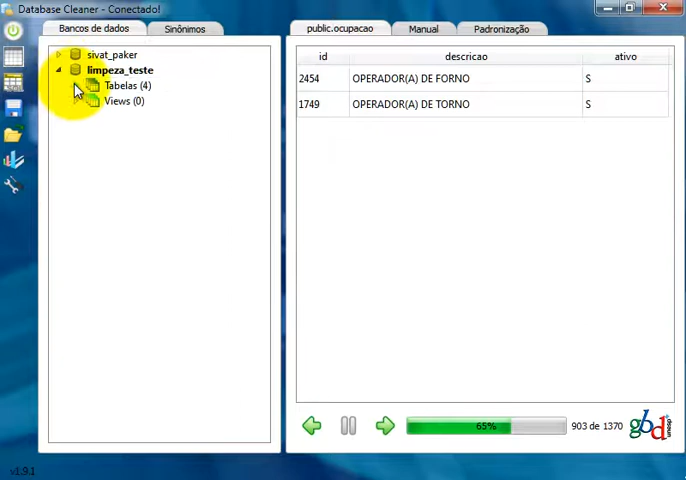 Database Cleaner - Conectado!
Bancos de dados
Sinônimos
sivat_paker
limpeza_teste
Tabelas (4)
Views (0)
public.ocupacao
Manual
Padronização
id descricao ativo
2454 OPERADOR(A) DE FORNO S
1749 OPERADOR(A) DE TORNO S
65%
903 de 1370
gbd
unesp
v1.9.1